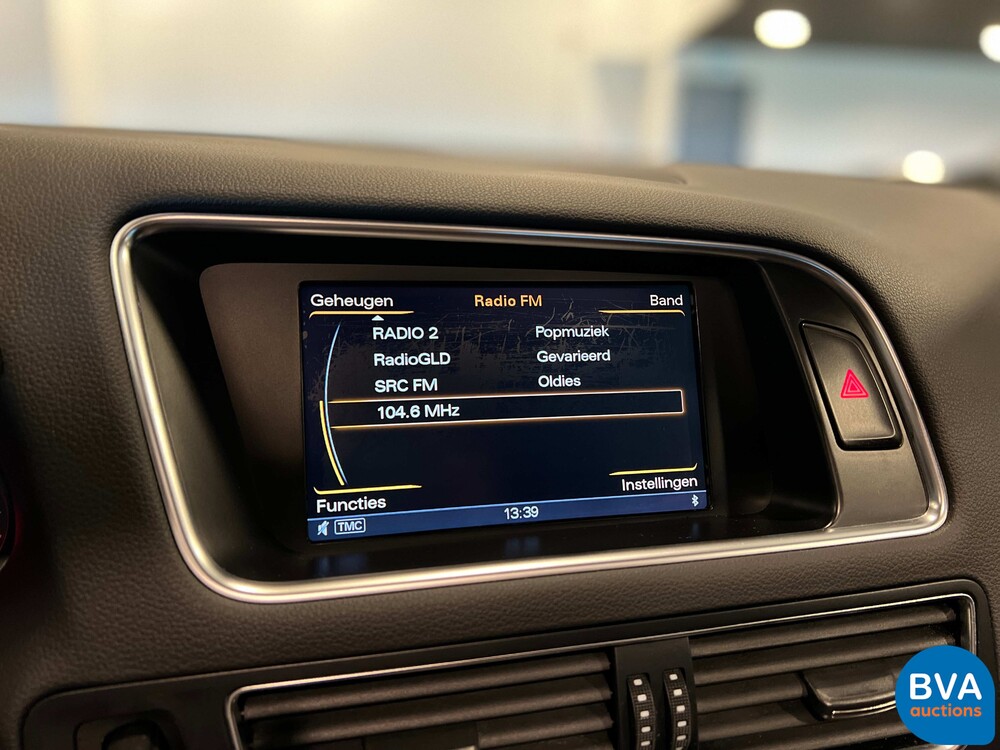 Geheugen Radio FM Band
RADIO 2 Popmuziek
RadioGLD Gevarieerd
SRC FM Oldies
104.6 MHz
Instellingen
Functies
TMC 13:39
BVA
auctions